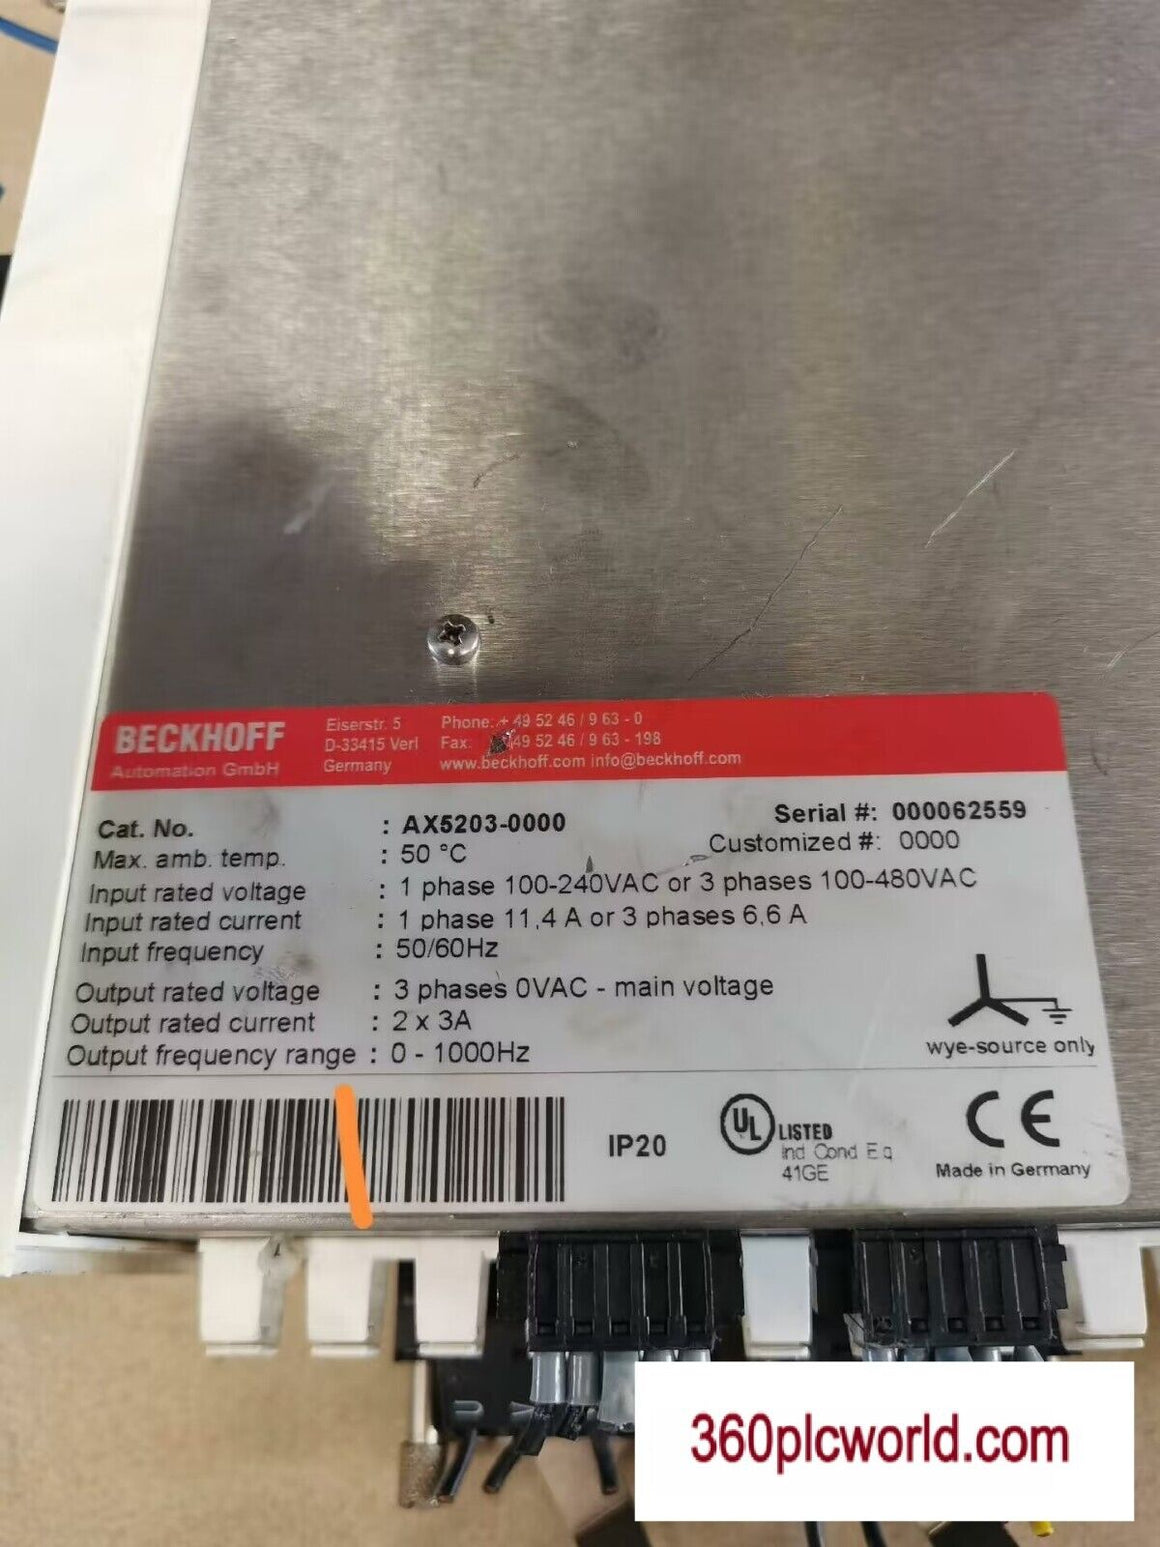 BECKHOFF
Automation GmbH
Eiserstr. 5
D-33415 Verl
Germany
Phone: + 49 52 46 / 9 63 - 0
Fax: 49 52 46 / 9 63 - 198
www.beckhoff.com info@beckhoff.com
Cat. No. : AX5203-0000
Serial #: 000062559
Max. amb. temp. : 50 °C
Customized #: 0000
Input rated voltage : 1 phase 100-240VAC or 3 phases 100-480VAC
Input rated current : 1 phase 11,4 A or 3 phases 6,6 A
Input frequency : 50/60Hz
Output rated voltage : 3 phases 0VAC - main voltage
Output rated current : 2 x 3A
Output frequency range : 0 - 1000Hz
wye-source only
IP20
UL LISTED
Ind Cond Eq
41GE
CE
Made in Germany
360plcworld.com